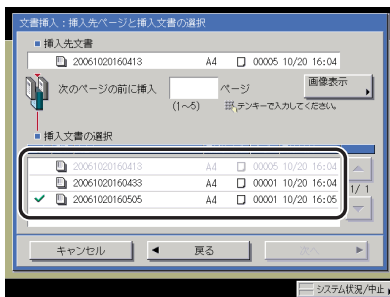 文書挿入：挿入先ページと挿入文書の選択
■ 挿入先文書
20061020160413 A4 00005 10/20 16:04
次のページの前に挿入 ページ 画像表示
(1～5) テンキーで入力してください。
■ 挿入文書の選択
20061020160413 A4 00005 10/20 16:04
20061020160433 A4 00001 10/20 16:04
1/ 1
✓ 20061020160505 A4 00001 10/20 16:05
キャンセル ◀ 戻る 次へ ▶
システム状況/中止